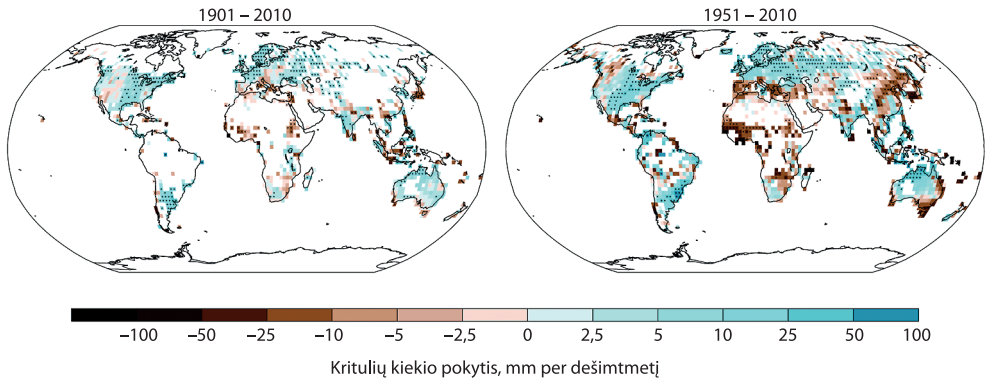 1901 – 2010
1951 – 2010
–100 –50 –25 –10 –5 –2,5 0 2,5 5 10 25 50 100
Kritulių kiekio pokytis, mm per dešimtmetį